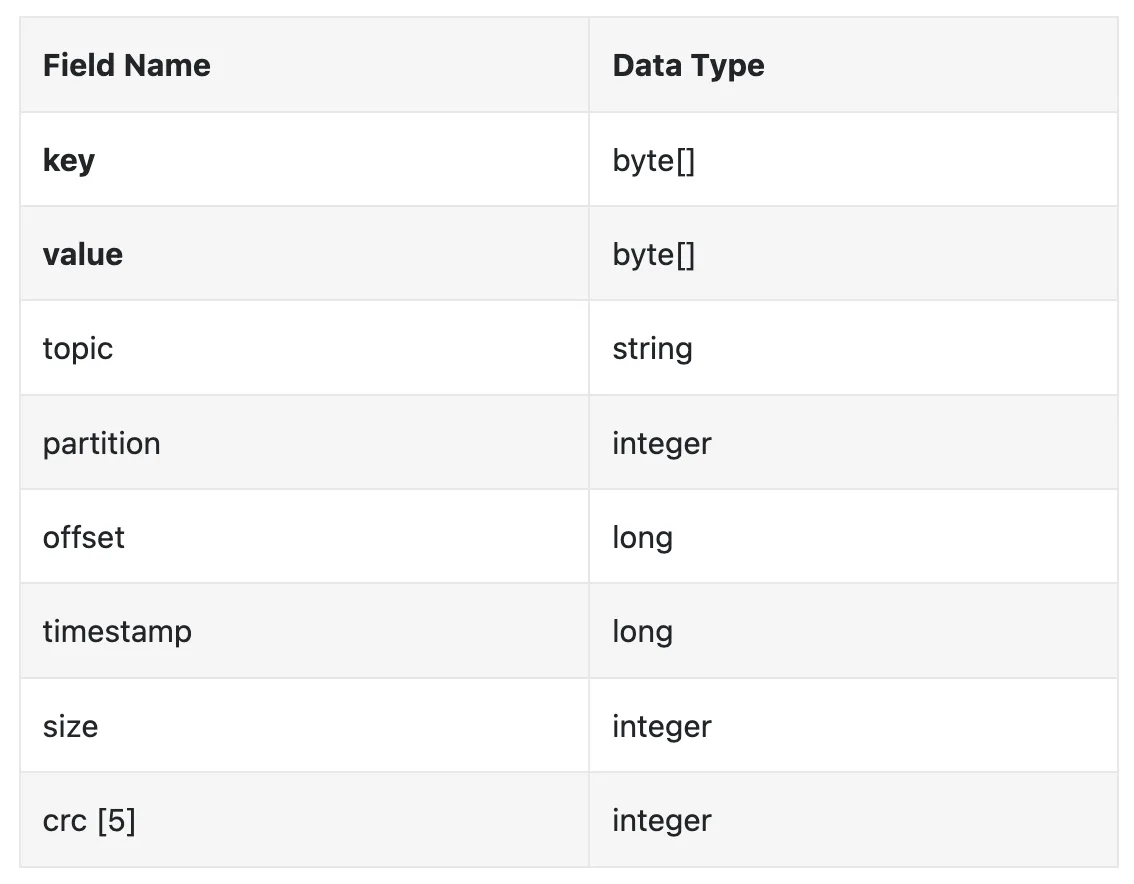 Field Name Data Type
key byte[]
value byte[]
topic string
partition integer
offset long
timestamp long
size integer
crc [5] integer